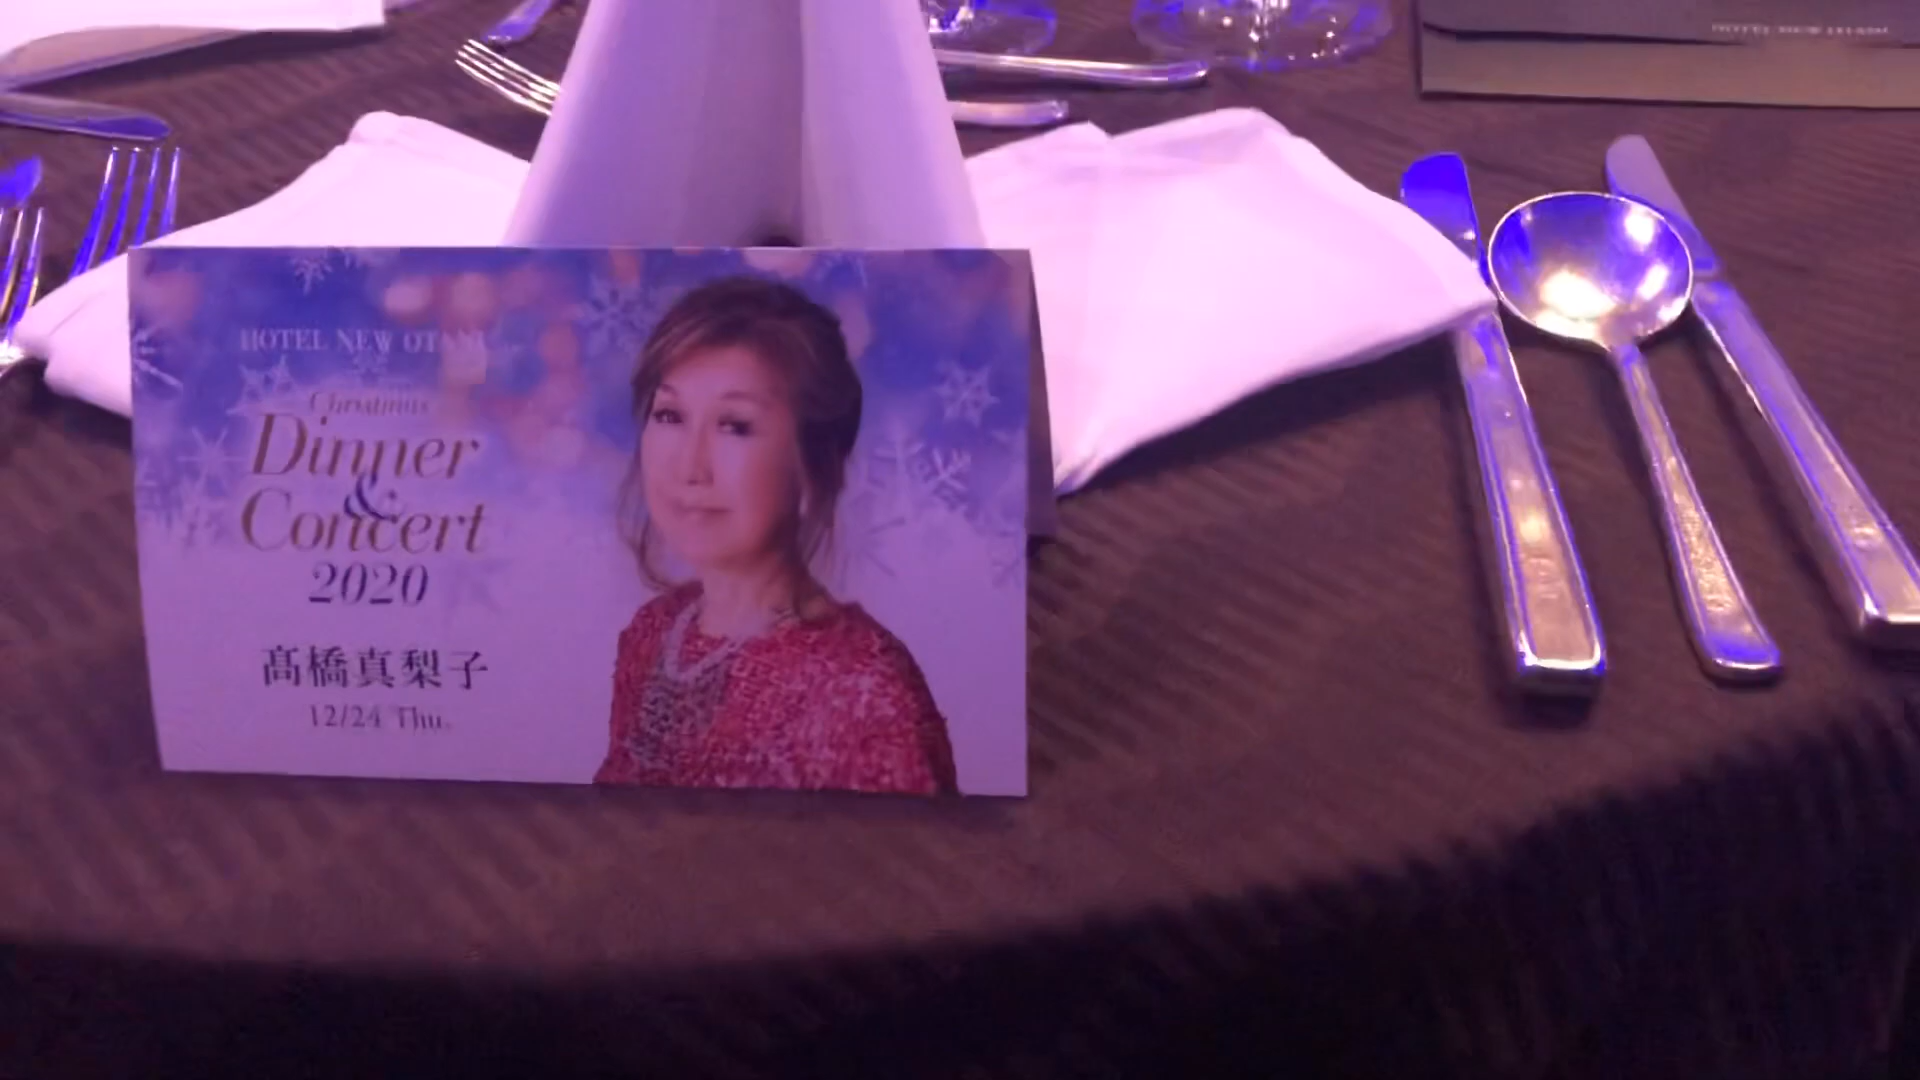 HOTEL NEW OTANI
Christmas
Dinner
&
Concert
2020
髙橋真梨子
12/24 Thu.